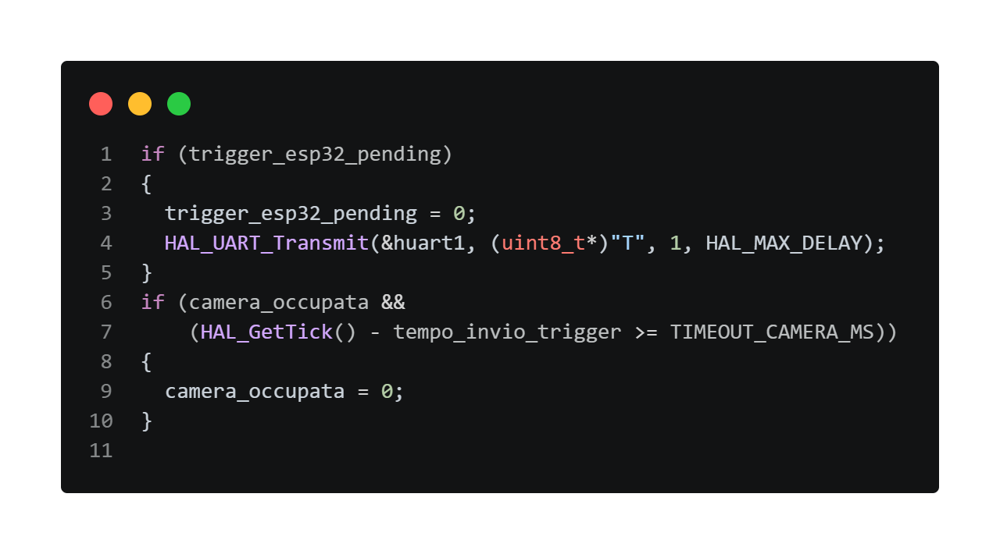 1 if (trigger_esp32_pending)
2 {
3   trigger_esp32_pending = 0;
4   HAL_UART_Transmit(&huart1, (uint8_t*)"T", 1, HAL_MAX_DELAY);
5 }
6 if (camera_occupata &&
7     (HAL_GetTick() - tempo_invio_trigger >= TIMEOUT_CAMERA_MS))
8 {
9   camera_occupata = 0;
10 }
11